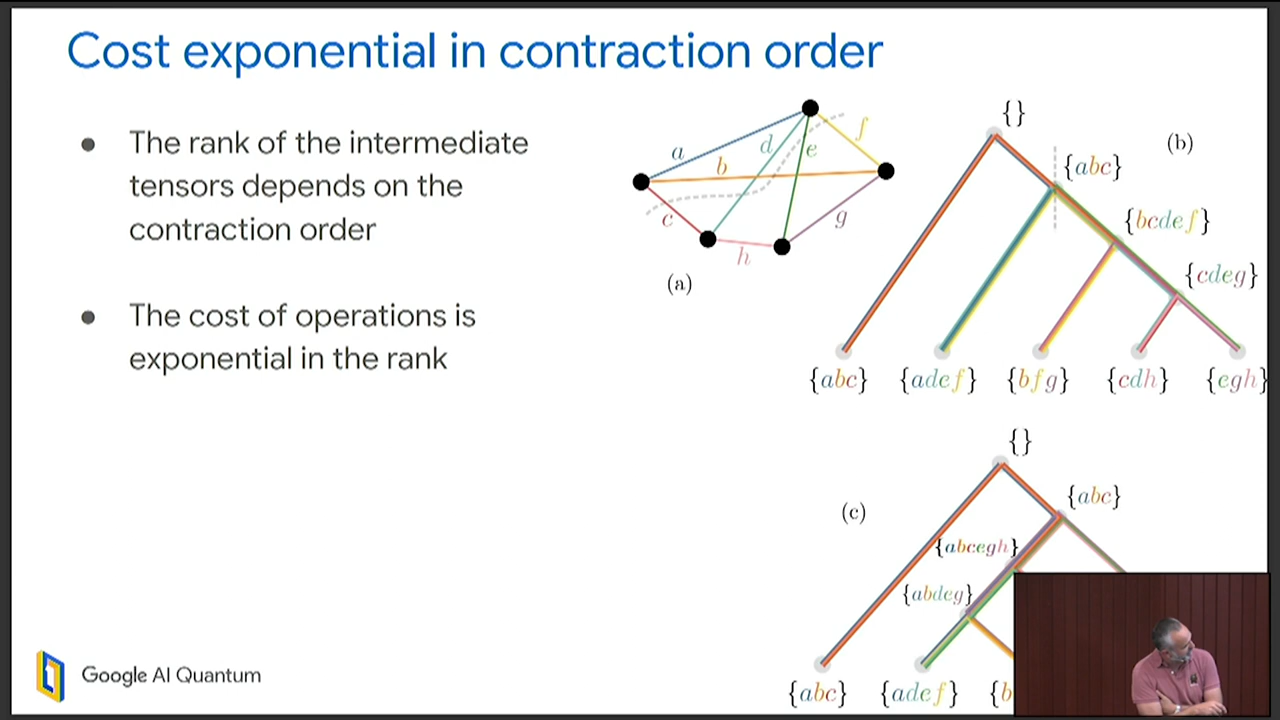 Cost exponential in contraction order
● The rank of the intermediate
tensors depends on the
contraction order
● The cost of operations is
exponential in the rank
a
b
c
d
e
f
g
h
(a)
{}
(b)
{abc}
{bcdef}
{cdeg}
{abc} {adef} {bfg} {cdh} {egh}
{}
(c)
{abc}
{abcegh}
{abdeg}
{abc} {adef} {b
Google AI Quantum